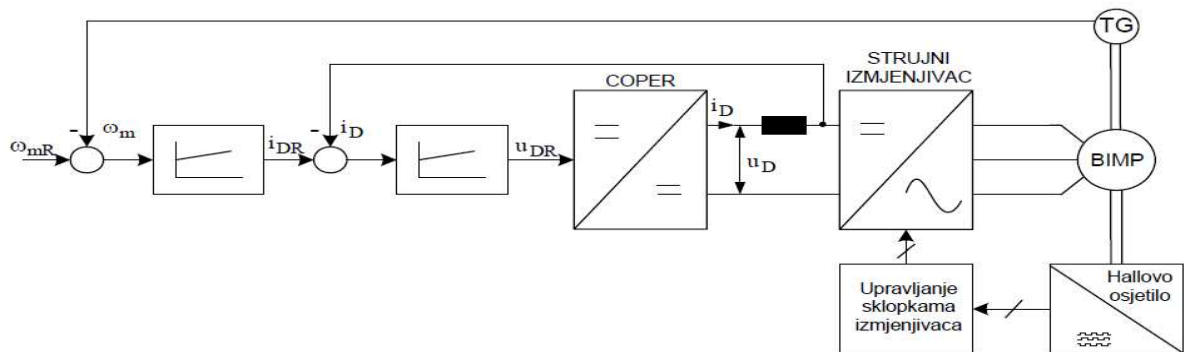 TG
STRUJNI
IZMJENJIVAC
COPER
-
ω_m
-
i_D
i_D
ω_mR
i_DR
u_DR
u_D
BIMP
Upravljanje
sklopkama
izmjenjivaca
Hallovo
osjetilo